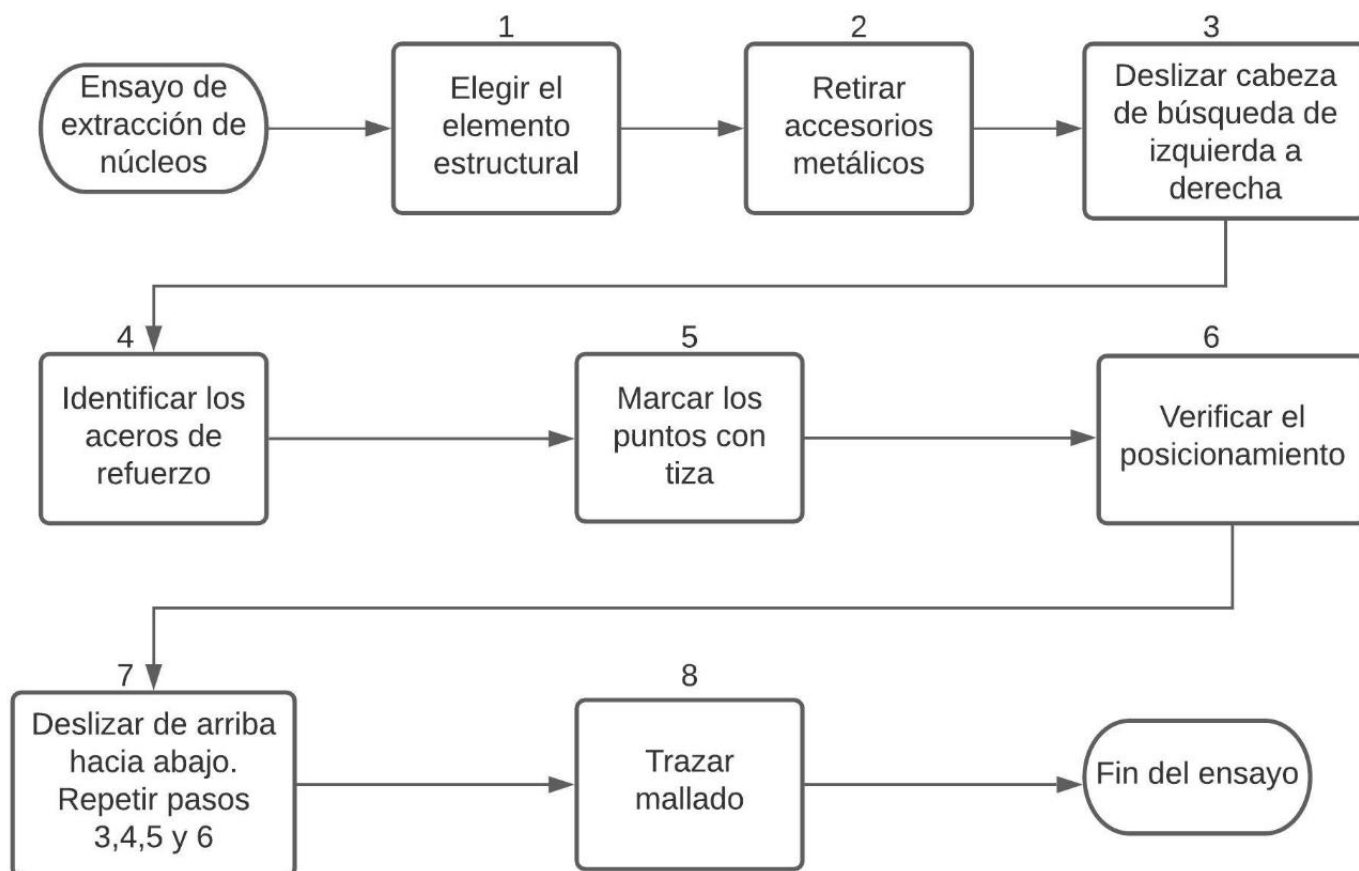 Ensayo de
extracción de
núcleos
1
Elegir el
elemento
estructural
2
Retirar
accesorios
metálicos
3
Deslizar cabeza
de búsqueda de
izquierda a
derecha
4
Identificar los
aceros de
refuerzo
5
Marcar los
puntos con
tiza
6
Verificar el
posicionamiento
7
Deslizar de arriba
hacia abajo.
Repetir pasos
3,4,5 y 6
8
Trazar
mallado
Fin del ensayo